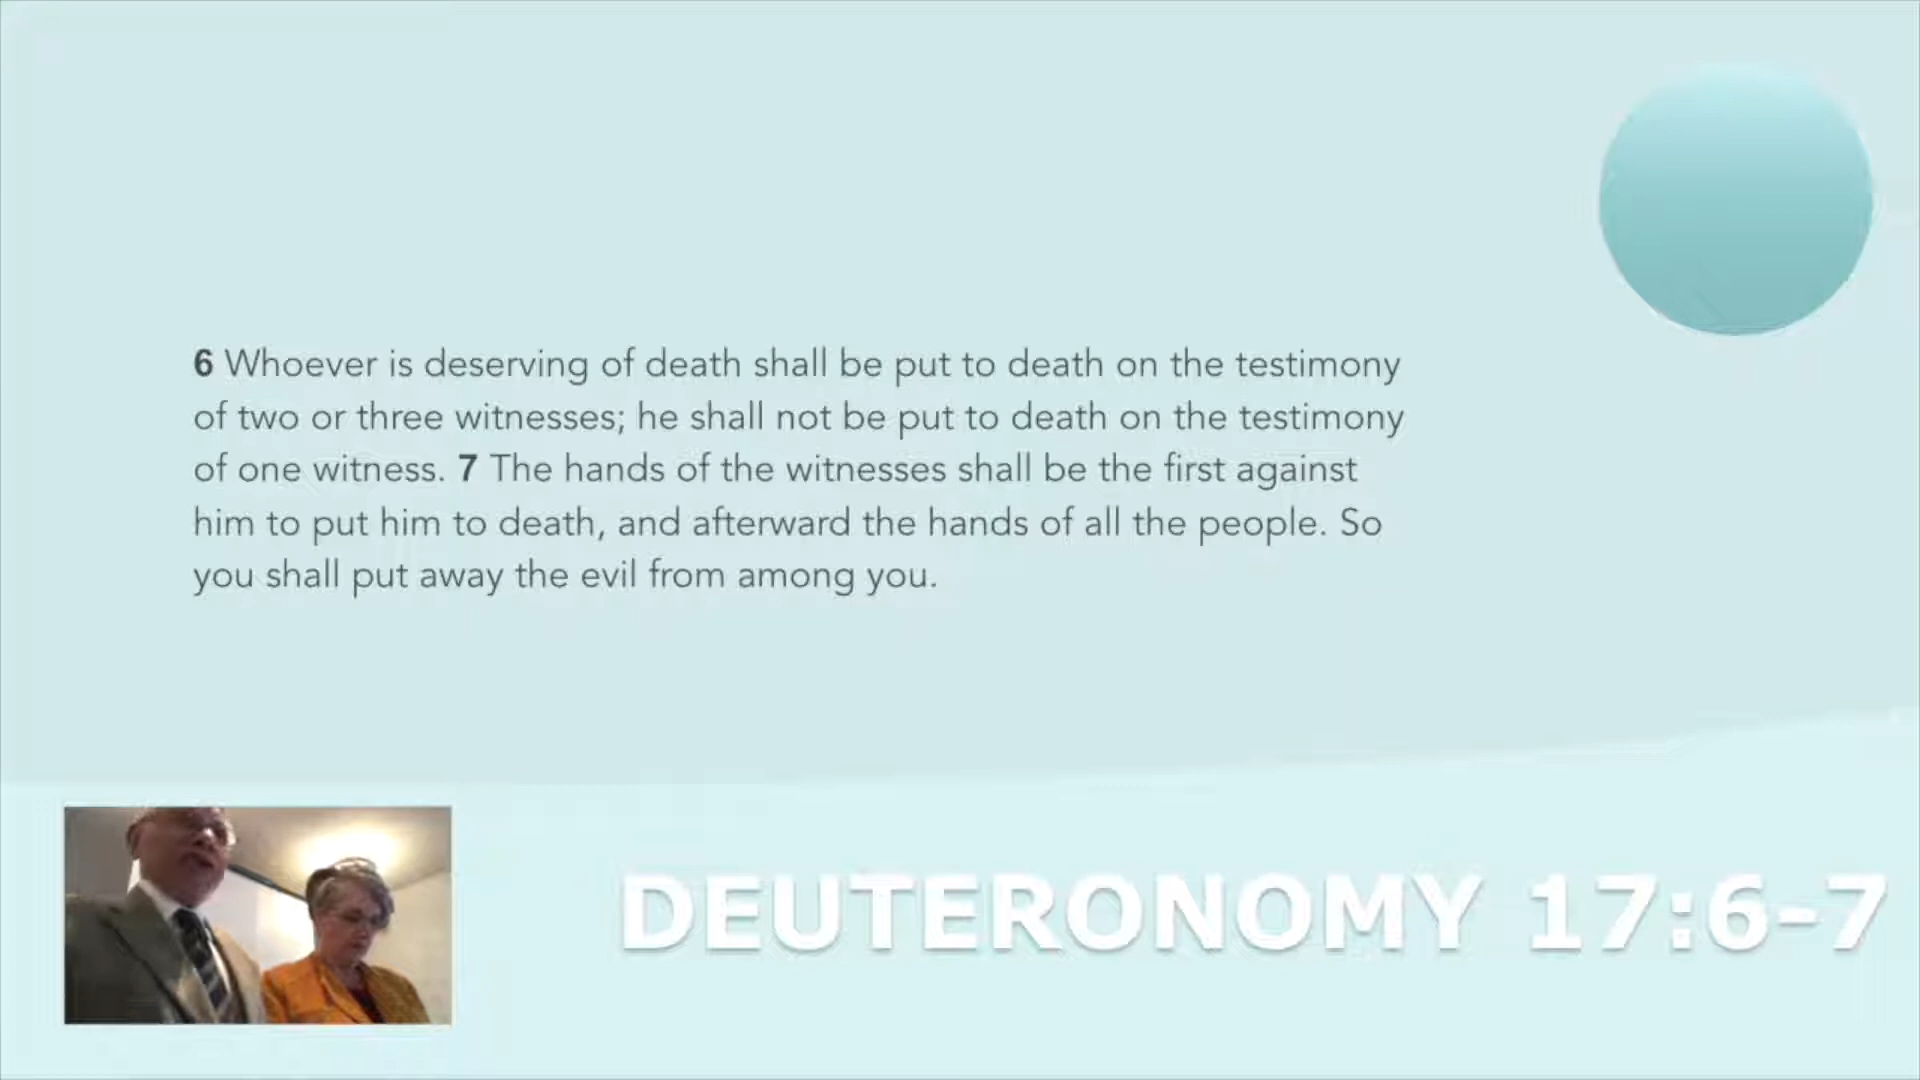 6 Whoever is deserving of death shall be put to death on the testimony
of two or three witnesses; he shall not be put to death on the testimony
of one witness. 7 The hands of the witnesses shall be the first against
him to put him to death, and afterward the hands of all the people. So
you shall put away the evil from among you.
DEUTERONOMY 17:6-7